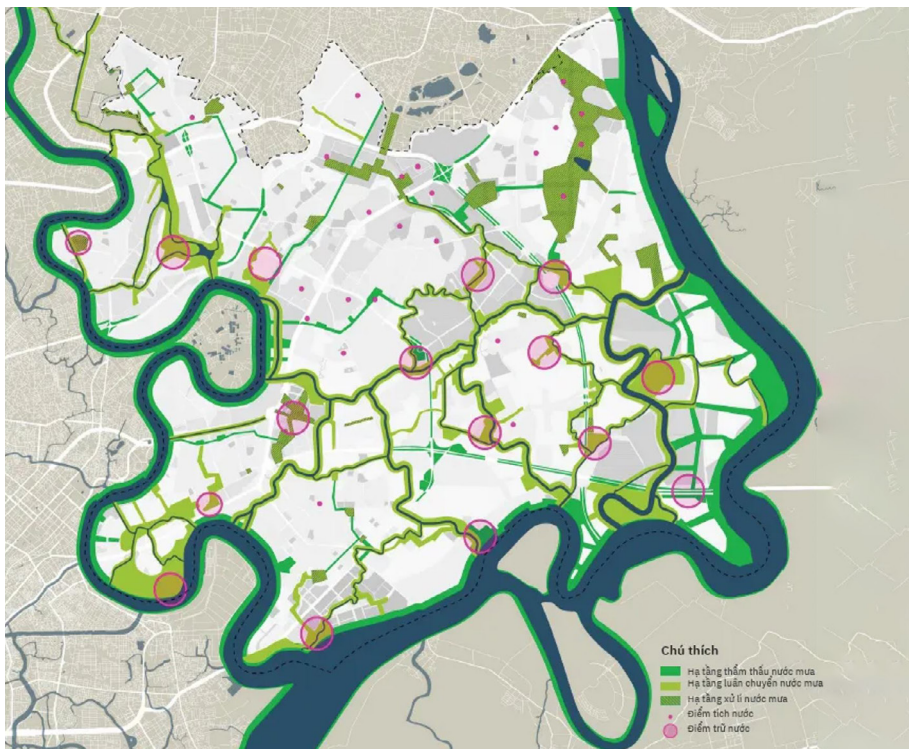 Chú thích
Hạ tầng thẩm thấu nước mưa
Hạ tầng luân chuyển nước mưa
Hạ tầng xử lí nước mưa
Điểm tích nước
Điểm trữ nước